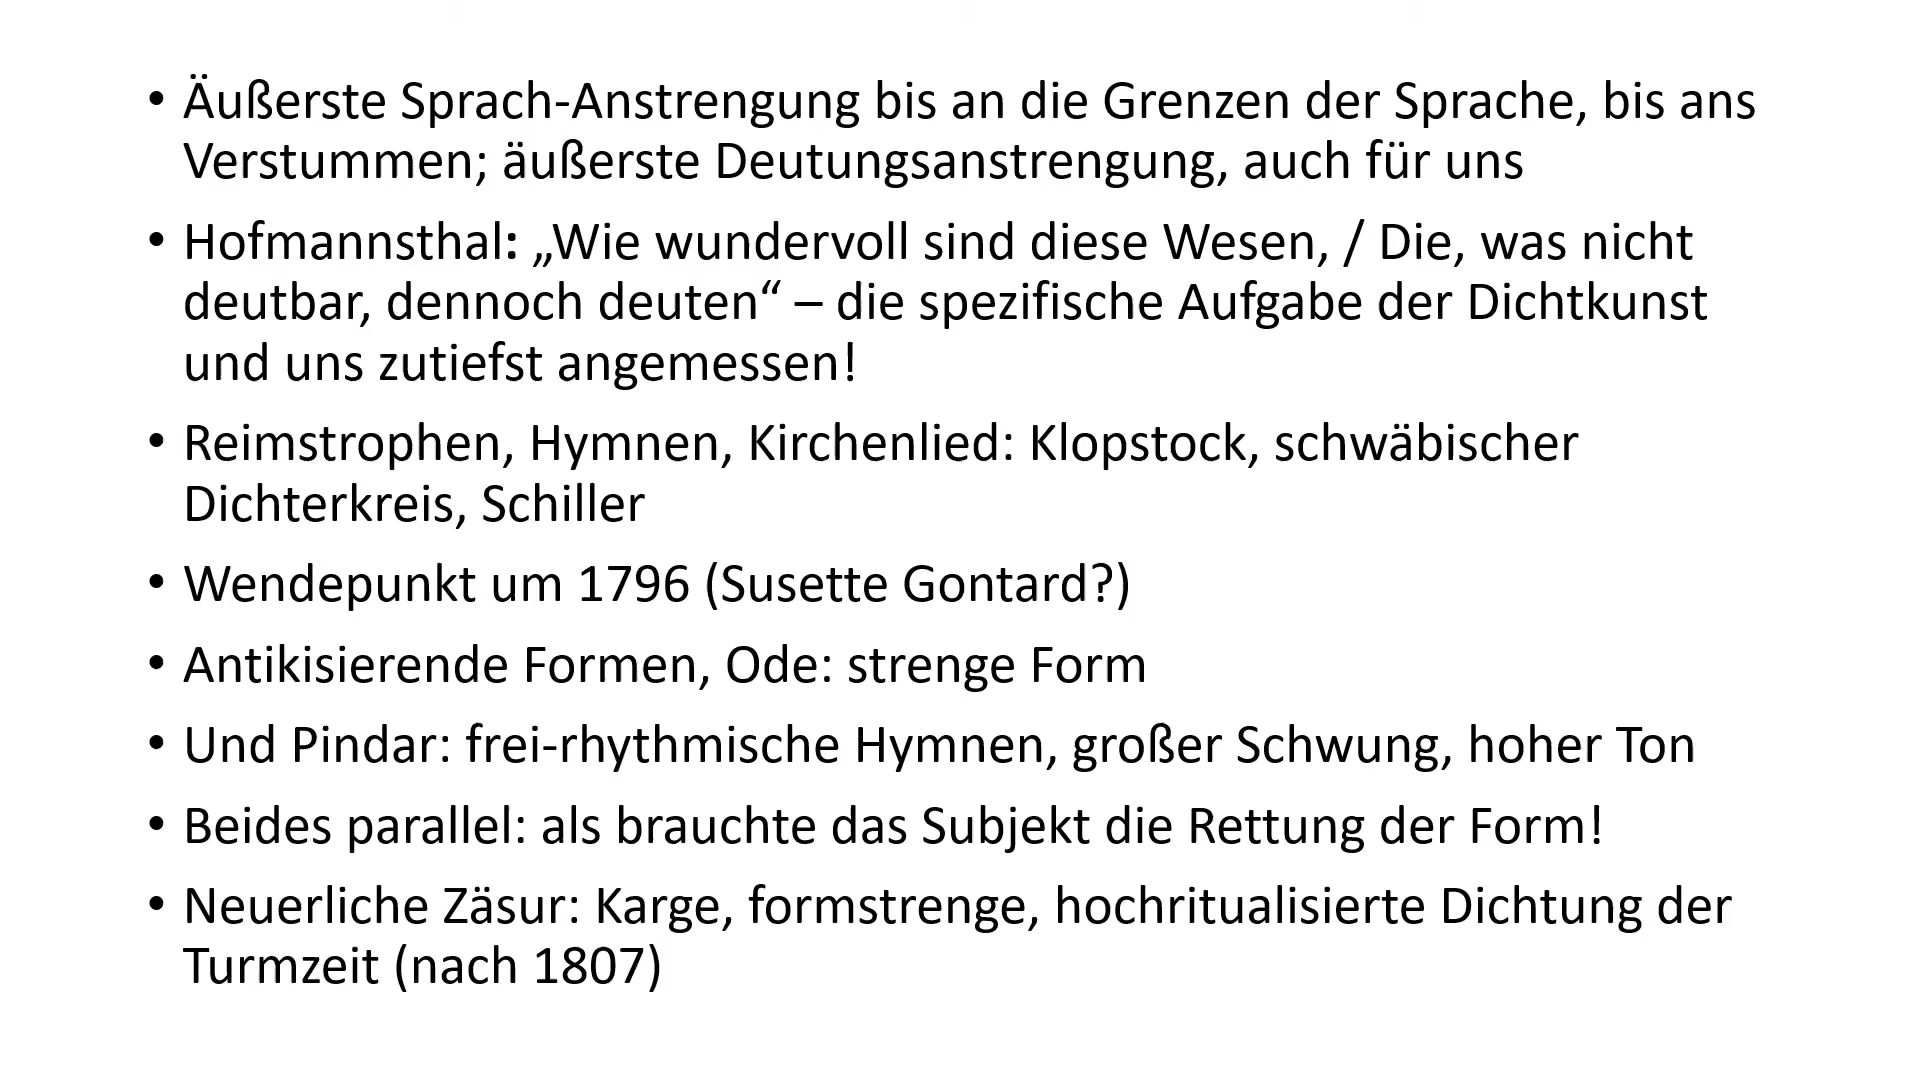 • Äußerste Sprach-Anstrengung bis an die Grenzen der Sprache, bis ans
Verstummen; äußerste Deutungsanstrengung, auch für uns
• Hofmannsthal: „Wie wundervoll sind diese Wesen, / Die, was nicht
deutbar, dennoch deuten“ – die spezifische Aufgabe der Dichtkunst
und uns zutiefst angemessen!
• Reimstrophen, Hymnen, Kirchenlied: Klopstock, schwäbischer
Dichterkreis, Schiller
• Wendepunkt um 1796 (Susette Gontard?)
• Antikisierende Formen, Ode: strenge Form
• Und Pindar: frei-rhythmische Hymnen, großer Schwung, hoher Ton
• Beides parallel: als brauchte das Subjekt die Rettung der Form!
• Neuerliche Zäsur: Karge, formstrenge, hochritualisierte Dichtung der
Turmzeit (nach 1807)